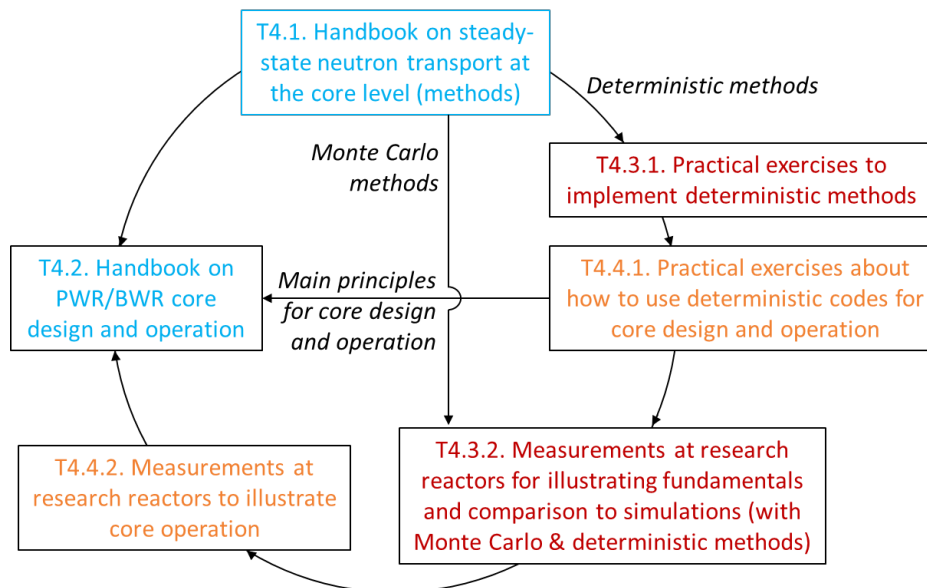 T4.1. Handbook on steady-
state neutron transport at
the core level (methods)
Deterministic methods
Monte Carlo
methods
T4.3.1. Practical exercises to
implement deterministic methods
T4.2. Handbook on
PWR/BWR core
design and operation
Main principles
for core design
and operation
T4.4.1. Practical exercises about
how to use deterministic codes for
core design and operation
T4.4.2. Measurements at
research reactors to illustrate
core operation
T4.3.2. Measurements at research
reactors for illustrating fundamentals
and comparison to simulations (with
Monte Carlo & deterministic methods)